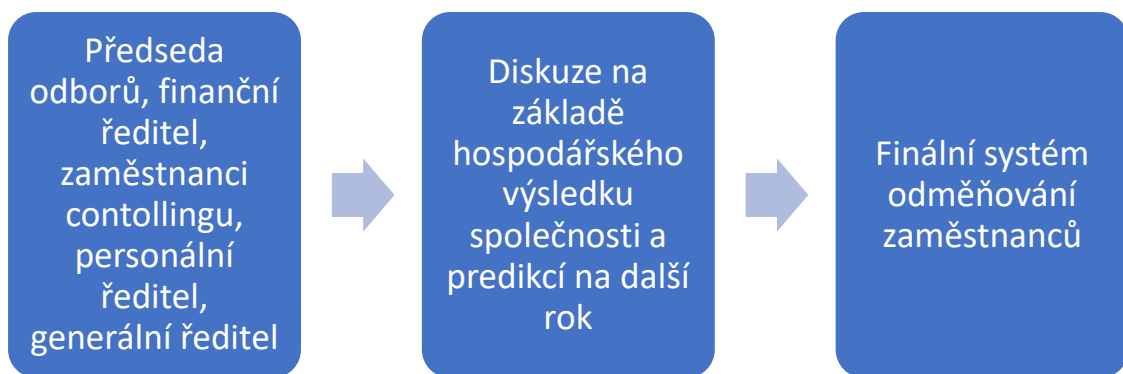 Předseda
odborů, finanční
ředitel,
zaměstnanci
contollingu,
personální
ředitel,
generální ředitel
Diskuze na
základě
hospodářského
výsledku
společnosti a
predikcí na další
rok
Finální systém
odměňování
zaměstnanců